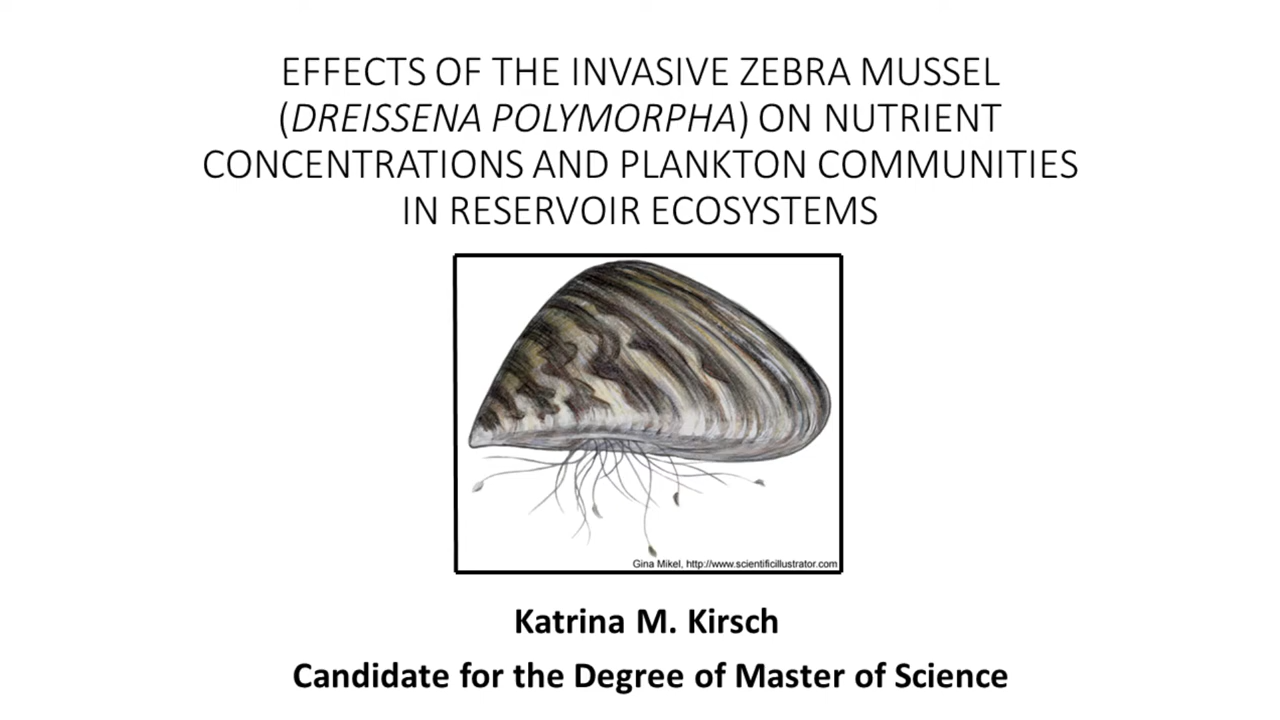 EFFECTS OF THE INVASIVE ZEBRA MUSSEL
(DREISSENA POLYMORPHA) ON NUTRIENT
CONCENTRATIONS AND PLANKTON COMMUNITIES
IN RESERVOIR ECOSYSTEMS
Gina Mikel, http://www.scientificillustrator.com
Katrina M. Kirsch
Candidate for the Degree of Master of Science